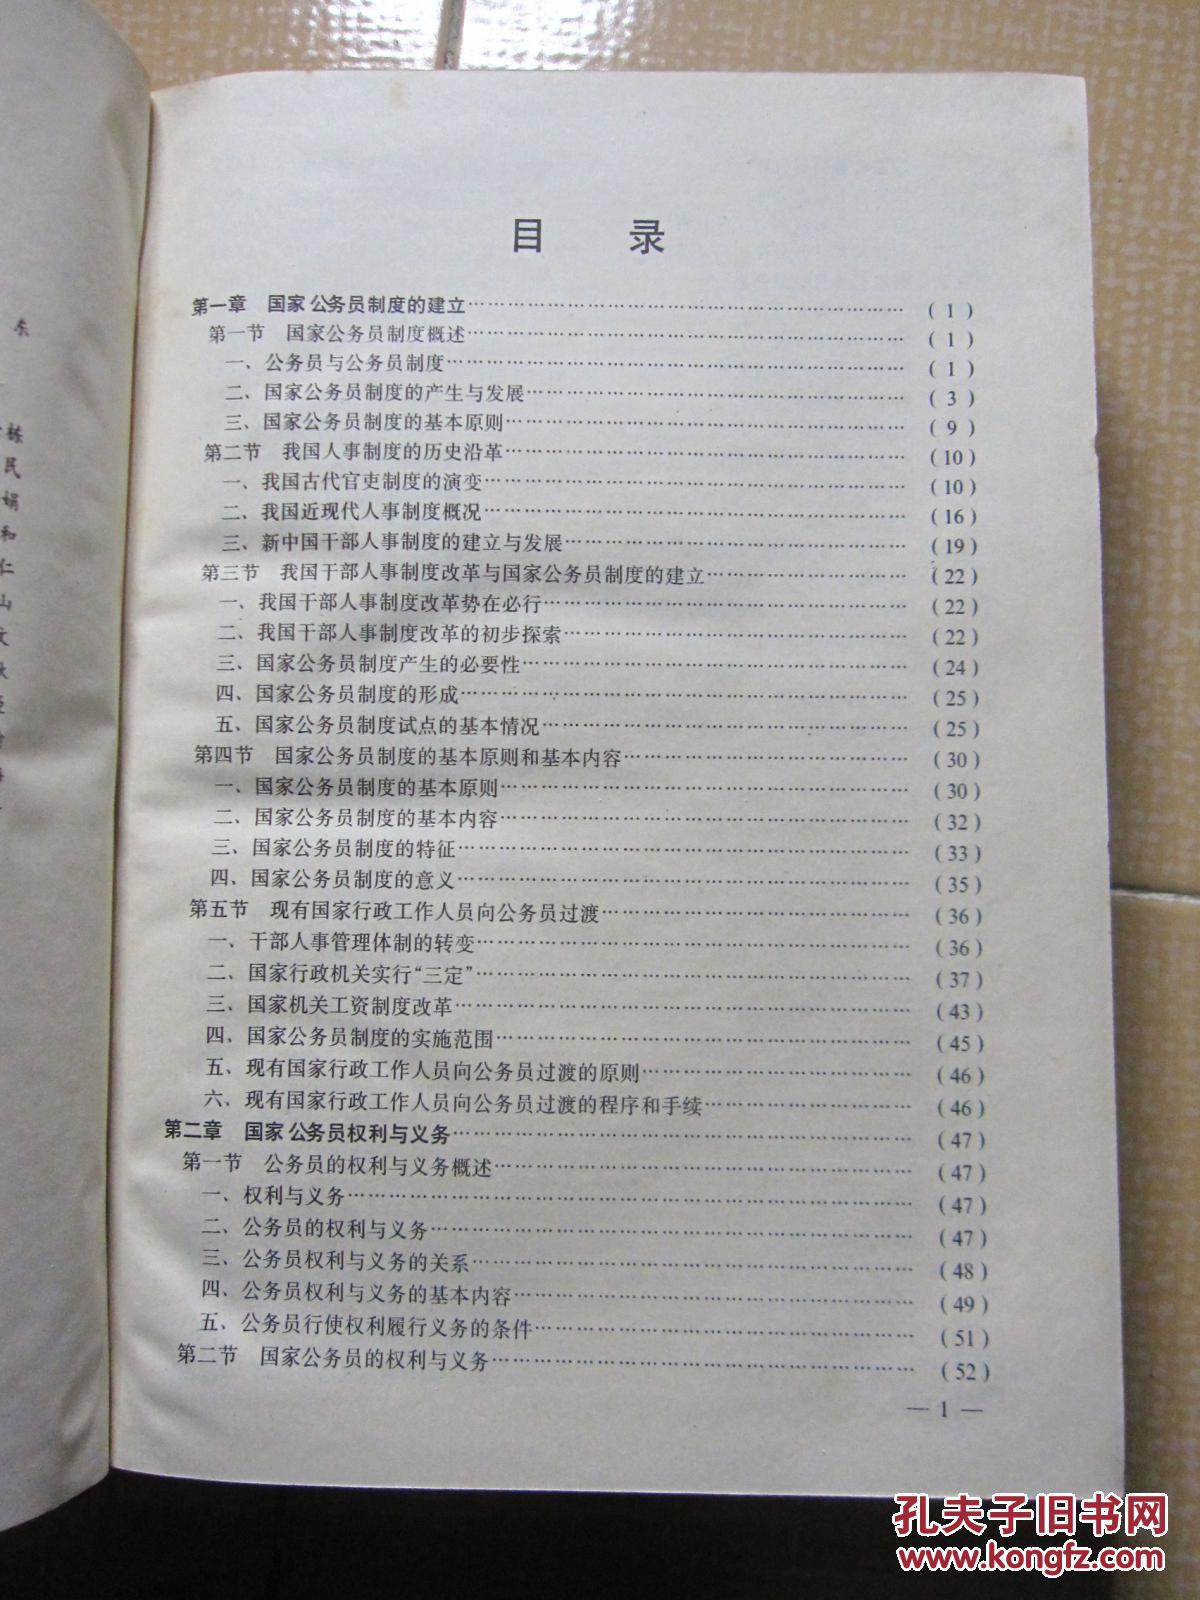 目 录
第一章 国家公务员制度的建立…………………………………………………………（1）
第一节 国家公务员制度概述…………………………………………………………（1）
一、公务员与公务员制度…………………………………………………………（1）
二、国家公务员制度的产生与发展…………………………………………………（3）
三、国家公务员制度的基本原则……………………………………………………（9）
第二节 我国人事制度的历史沿革……………………………………………………（10）
一、我国古代官吏制度的演变………………………………………………………（10）
二、我国近现代人事制度概况………………………………………………………（16）
三、新中国干部人事制度的建立与发展……………………………………………（19）
第三节 我国干部人事制度改革与国家公务员制度的建立…………………………（22）
一、我国干部人事制度改革势在必行………………………………………………（22）
二、我国干部人事制度改革的初步探索……………………………………………（22）
三、国家公务员制度产生的必要性…………………………………………………（24）
四、国家公务员制度的形成…………………………………………………………（25）
五、国家公务员制度试点的基本情况………………………………………………（25）
第四节 国家公务员制度的基本原则和基本内容……………………………………（30）
一、国家公务员制度的基本原则……………………………………………………（30）
二、国家公务员制度的基本内容……………………………………………………（32）
三、国家公务员制度的特征…………………………………………………………（33）
四、国家公务员制度的意义…………………………………………………………（35）
第五节 现有国家行政工作人员向公务员过渡………………………………………（36）
一、干部人事管理体制的转变………………………………………………………（36）
二、国家行政机关实行“三定”………………………………………………………（37）
三、国家机关工资制度改革…………………………………………………………（43）
四、国家公务员制度的实施范围……………………………………………………（45）
五、现有国家行政工作人员向公务员过渡的原则…………………………………（46）
六、现有国家行政工作人员向公务员过渡的程序和手续…………………………（46）
第二章 国家公务员权利与义务………………………………………………………（47）
第一节 公务员的权利与义务概述……………………………………………………（47）
一、权利与义务………………………………………………………………………（47）
二、公务员的权利与义务……………………………………………………………（47）
三、公务员权利与义务的关系………………………………………………………（48）
四、公务员权利与义务的基本内容…………………………………………………（49）
五、公务员行使权利履行义务的条件………………………………………………（51）
第二节 国家公务员的权利与义务……………………………………………………（52）
— 1 —
民
娟
和
仁
山
孔夫子旧书网
www.kongfz.com